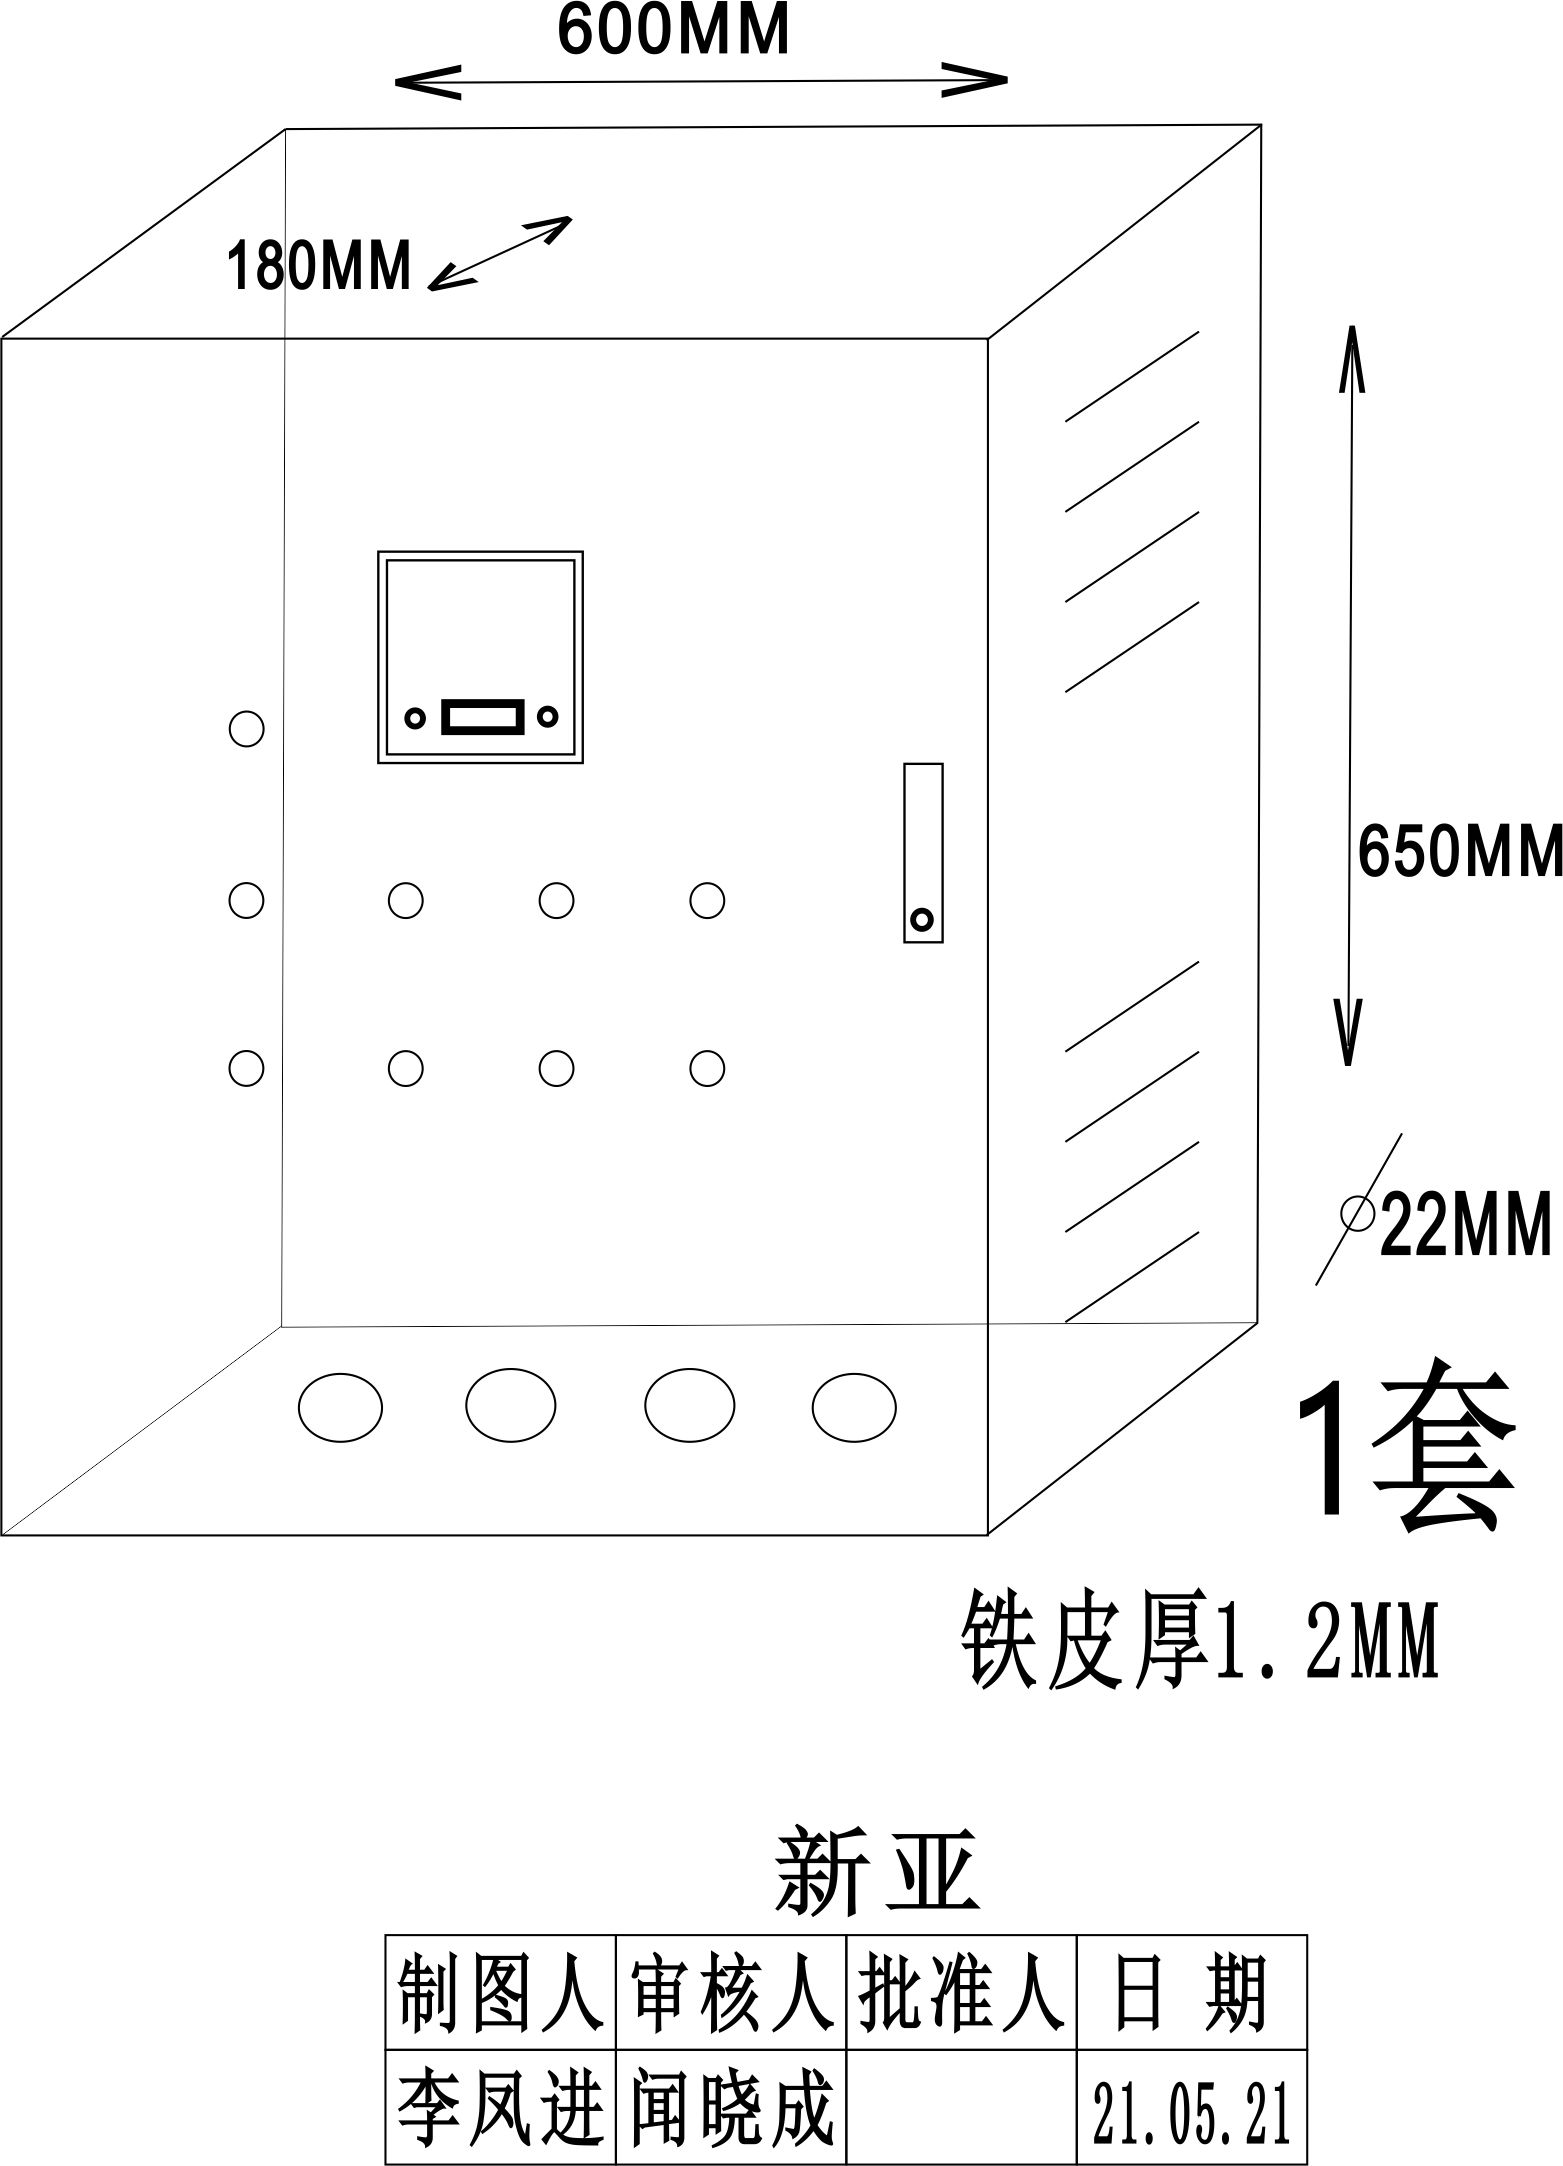 600MM
180MM
650MM
22MM
1套
铁皮厚1.2MM
新亚
制图人 审核人 批准人 日 期
李凤进 闻晓成 21.05.21